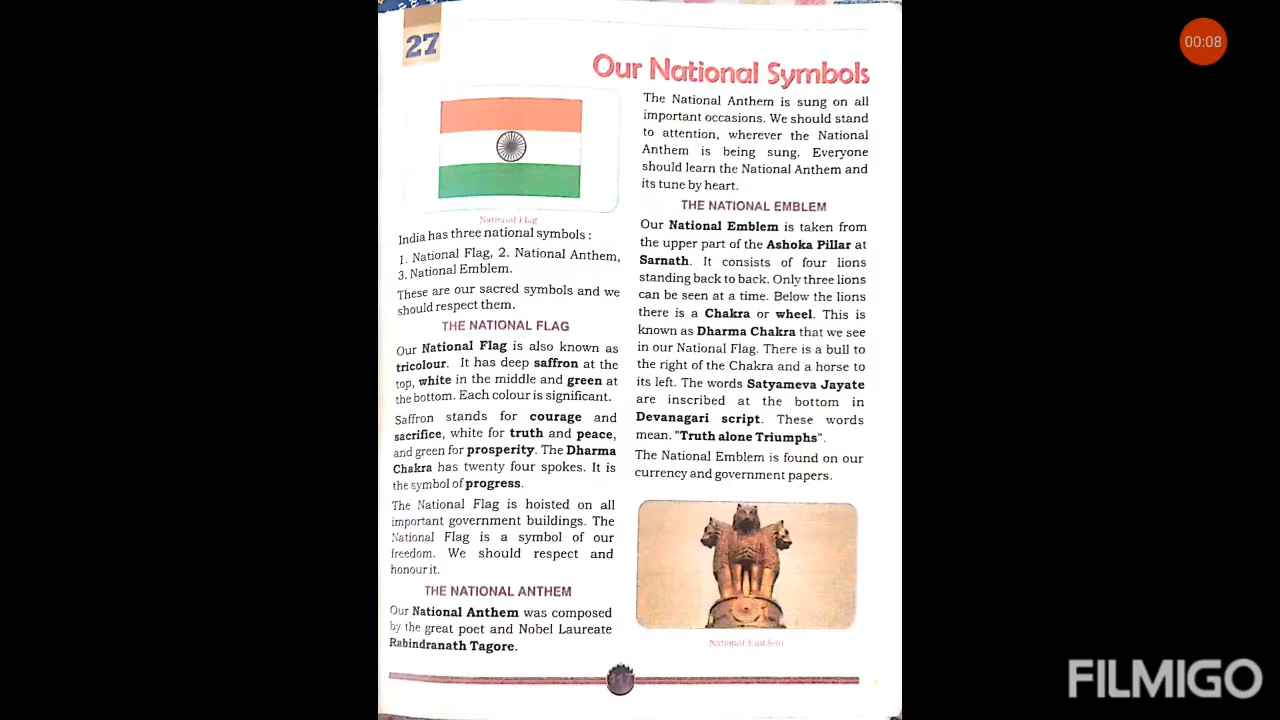 27
Our National Symbols
National Flag
India has three national symbols :
1. National Flag, 2. National Anthem,
3. National Emblem.
These are our sacred symbols and we
should respect them.
THE NATIONAL FLAG
Our National Flag is also known as
tricolour. It has deep saffron at the
top, white in the middle and green at
the bottom. Each colour is significant.
Saffron stands for courage and
sacrifice, white for truth and peace,
and green for prosperity. The Dharma
Chakra has twenty four spokes. It is
the symbol of progress.
The National Flag is hoisted on all
important government buildings. The
National Flag is a symbol of our
freedom. We should respect and
honour it.
THE NATIONAL ANTHEM
Our National Anthem was composed
by the great poet and Nobel Laureate
Rabindranath Tagore.
The National Anthem is sung on all
important occasions. We should stand
to attention, wherever the National
Anthem is being sung. Everyone
should learn the National Anthem and
its tune by heart.
THE NATIONAL EMBLEM
Our National Emblem is taken from
the upper part of the Ashoka Pillar at
Sarnath. It consists of four lions
standing back to back. Only three lions
can be seen at a time. Below the lions
there is a Chakra or wheel. This is
known as Dharma Chakra that we see
in our National Flag. There is a bull to
the right of the Chakra and a horse to
its left. The words Satyameva Jayate
are inscribed at the bottom in
Devanagari script. These words
mean. "Truth alone Triumphs".
The National Emblem is found on our
currency and government papers.
National Emblem
00:08
FILMIGO